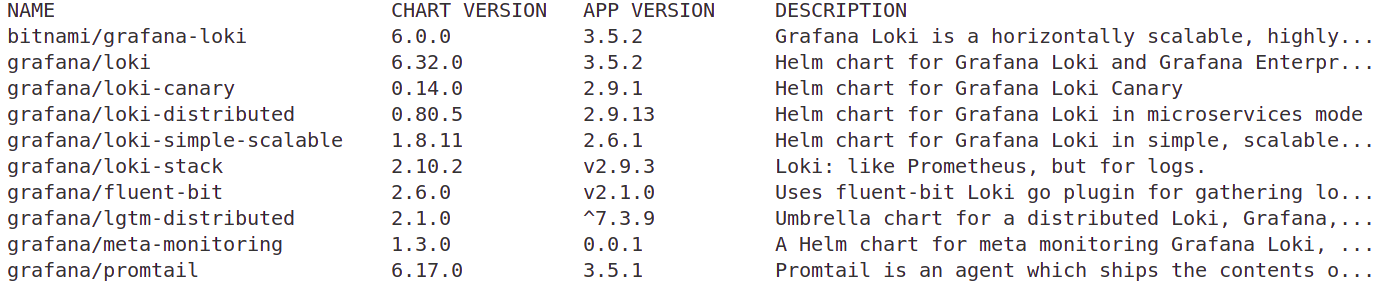 NAME CHART VERSION APP VERSION DESCRIPTION
bitnami/grafana-loki 6.0.0 3.5.2 Grafana Loki is a horizontally scalable, highly...
grafana/loki 6.32.0 3.5.2 Helm chart for Grafana Loki and Grafana Enterpr...
grafana/loki-canary 0.14.0 2.9.1 Helm chart for Grafana Loki Canary
grafana/loki-distributed 0.80.5 2.9.13 Helm chart for Grafana Loki in microservices mode
grafana/loki-simple-scalable 1.8.11 2.6.1 Helm chart for Grafana Loki in simple, scalable...
grafana/loki-stack 2.10.2 v2.9.3 Loki: like Prometheus, but for logs.
grafana/fluent-bit 2.6.0 v2.1.0 Uses fluent-bit Loki go plugin for gathering lo...
grafana/lgtm-distributed 2.1.0 ^7.3.9 Umbrella chart for a distributed Loki, Grafana,...
grafana/meta-monitoring 1.3.0 0.0.1 A Helm chart for meta monitoring Grafana Loki, ...
grafana/promtail 6.17.0 3.5.1 Promtail is an agent which ships the contents o...